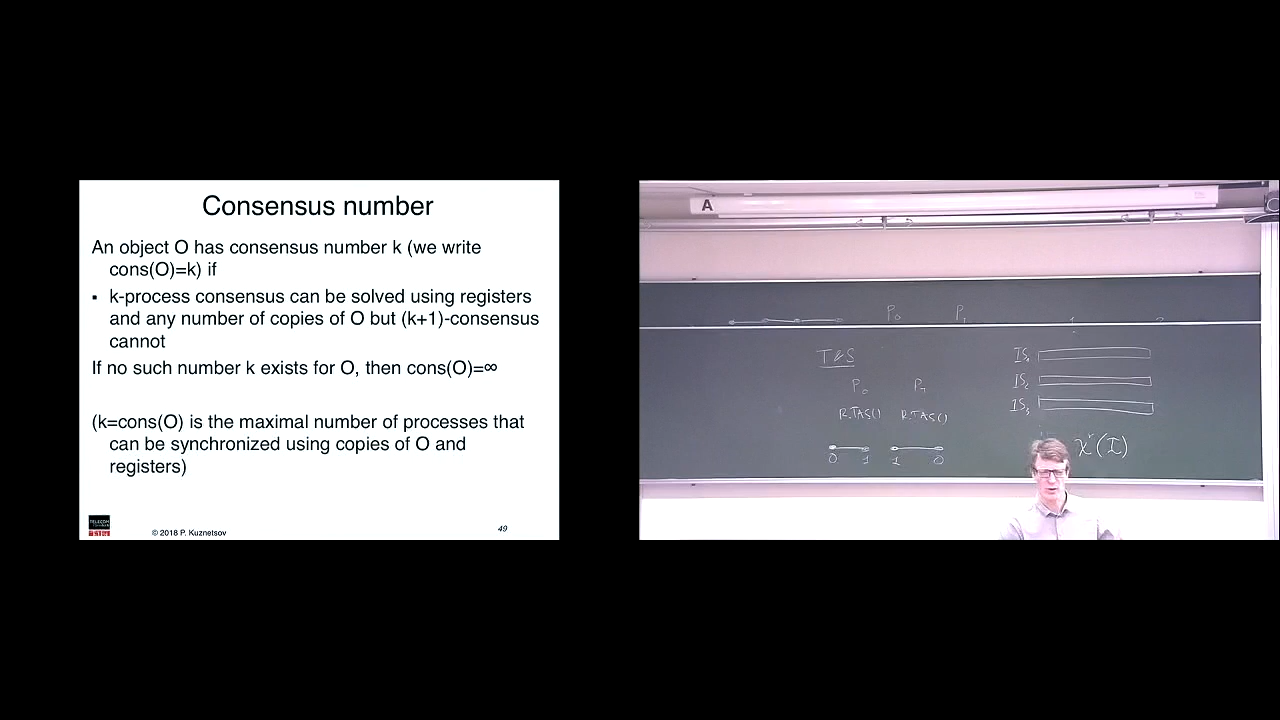 Consensus number
An object O has consensus number k (we write
cons(O)=k) if
▪ k-process consensus can be solved using registers
and any number of copies of O but (k+1)-consensus
cannot
If no such number k exists for O, then cons(O)=∞
(k=cons(O) is the maximal number of processes that
can be synchronized using copies of O and
registers)
TELECOM
© 2018 P. Kuznetsov
49
A
P₀ P₁
T&S
P₀ P₁
R.TAS() R.TAS()
0 1 1 0
IS₁
IS₂
IS₃
χʳ(I)